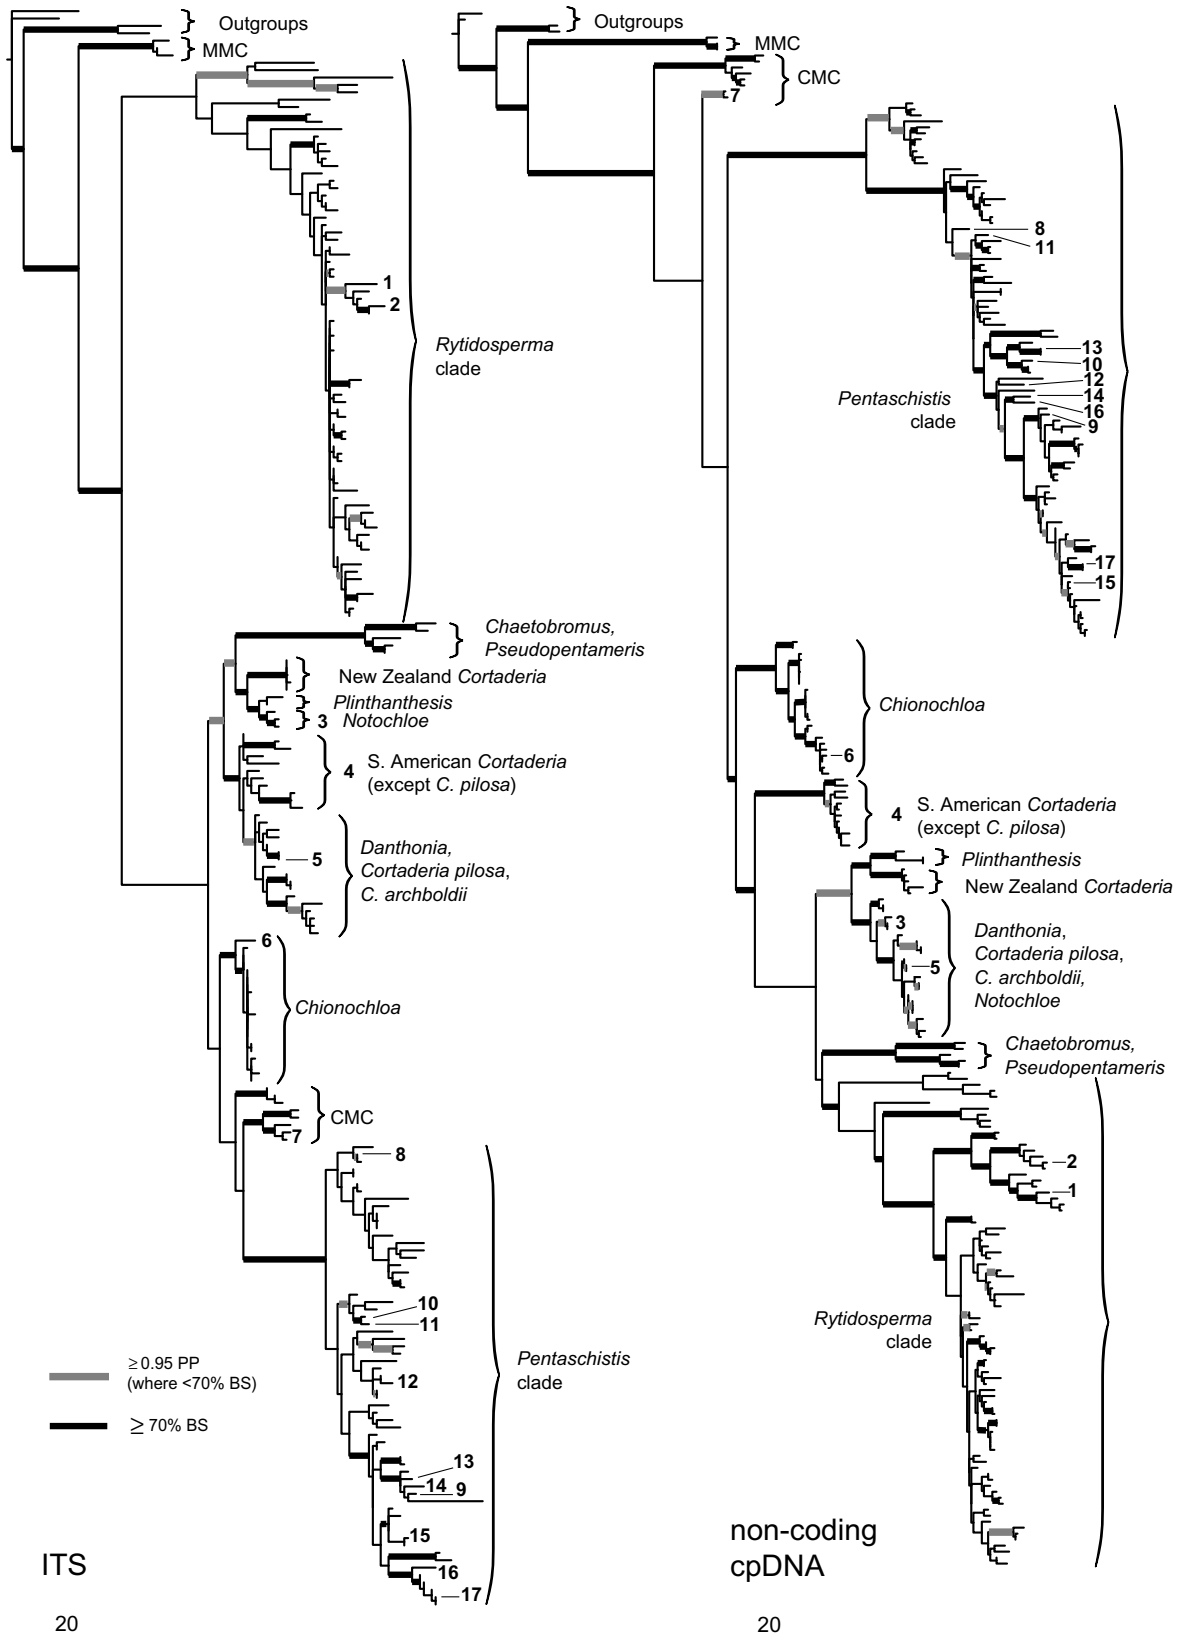 Outgroups
MMC
1
2
Rytidosperma
clade
Chaetobromus,
Pseudopentameris
New Zealand Cortaderia
Plinthanthesis
3 Notochloe
4 S. American Cortaderia
(except C. pilosa)
5
Danthonia,
Cortaderia pilosa,
C. archboldii
6
Chionochloa
CMC
7
8
10
11
12
Pentaschistis
clade
13
14
9
15
16
17
≥ 0.95 PP
(where <70% BS)
≥ 70% BS
ITS
20
Outgroups
MMC
CMC
7
8
11
13
10
12
14
16
9
Pentaschistis
clade
17
15
Chionochloa
6
4 S. American Cortaderia
(except C. pilosa)
Plinthanthesis
New Zealand Cortaderia
3
5
Danthonia,
Cortaderia pilosa,
C. archboldii,
Notochloe
Chaetobromus,
Pseudopentameris
2
1
Rytidosperma
clade
non-coding
cpDNA
20